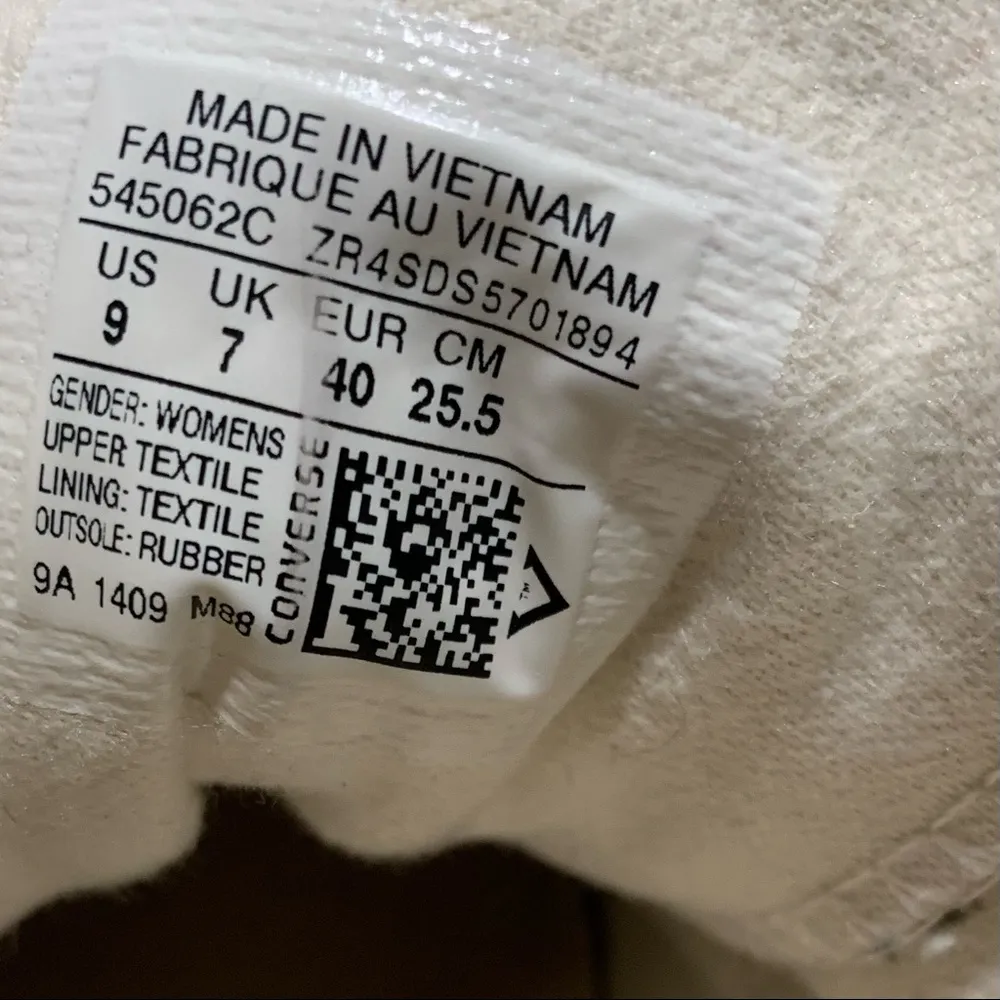 MADE IN VIETNAM
FABRIQUE AU VIETNAM
545062C ZR4SDS5701894
US UK EUR CM
9 7 40 25.5
GENDER: WOMENS
UPPER TEXTILE
LINING: TEXTILE
OUTSOLE: RUBBER
9A 1409 M88
CONVERSE
TM